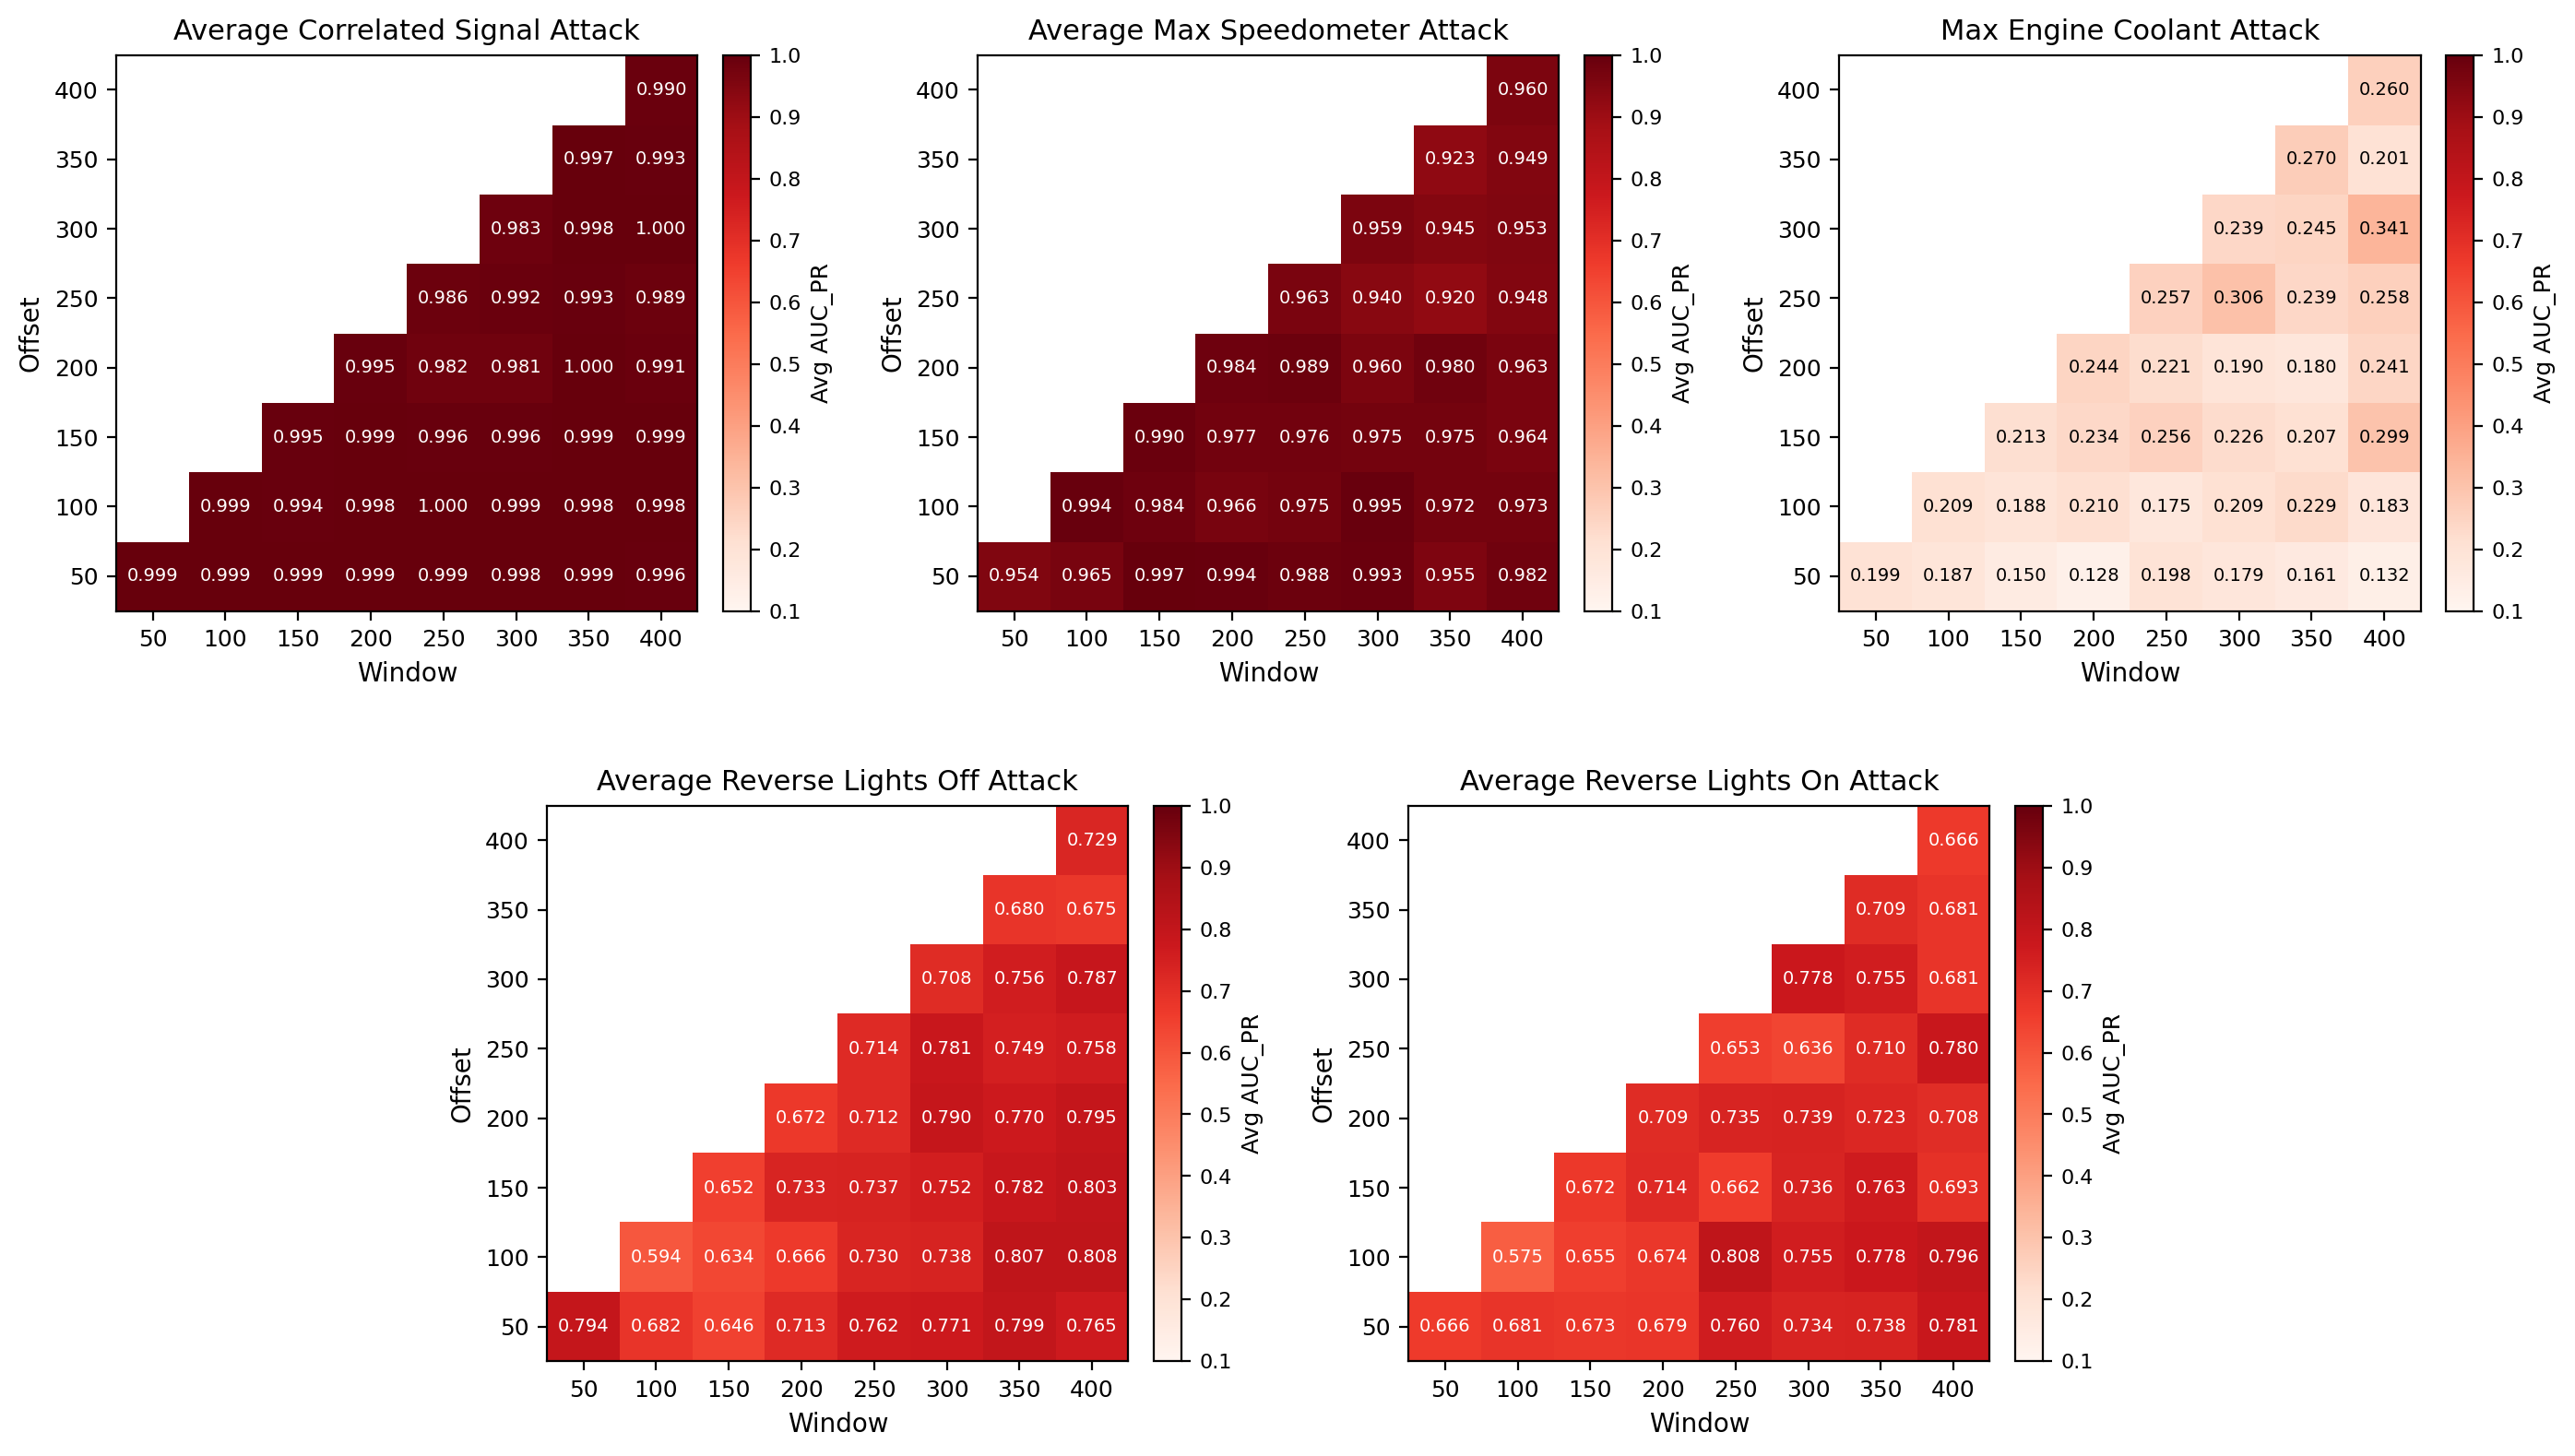 Average Correlated Signal Attack
400 0.990
350 0.997 0.993
300 0.983 0.998 1.000
250 0.986 0.992 0.993 0.989
200 0.995 0.982 0.981 1.000 0.991
150 0.995 0.999 0.996 0.996 0.999 0.999
100 0.999 0.994 0.998 1.000 0.999 0.998 0.998
50 0.999 0.999 0.999 0.999 0.999 0.998 0.999 0.996
50 100 150 200 250 300 350 400
Window
Offset
1.0
0.9
0.8
0.7
0.6
0.5
0.4
0.3
0.2
0.1
Avg AUC_PR
Average Max Speedometer Attack
400 0.960
350 0.923 0.949
300 0.959 0.945 0.953
250 0.963 0.940 0.920 0.948
200 0.984 0.989 0.960 0.980 0.963
150 0.990 0.977 0.976 0.975 0.975 0.964
100 0.994 0.984 0.966 0.975 0.995 0.972 0.973
50 0.954 0.965 0.997 0.994 0.988 0.993 0.955 0.982
50 100 150 200 250 300 350 400
Window
Offset
1.0
0.9
0.8
0.7
0.6
0.5
0.4
0.3
0.2
0.1
Avg AUC_PR
Max Engine Coolant Attack
400 0.260
350 0.270 0.201
300 0.239 0.245 0.341
250 0.257 0.306 0.239 0.258
200 0.244 0.221 0.190 0.180 0.241
150 0.213 0.234 0.256 0.226 0.207 0.299
100 0.209 0.188 0.210 0.175 0.209 0.229 0.183
50 0.199 0.187 0.150 0.128 0.198 0.179 0.161 0.132
50 100 150 200 250 300 350 400
Window
Offset
1.0
0.9
0.8
0.7
0.6
0.5
0.4
0.3
0.2
0.1
Avg AUC_PR
Average Reverse Lights Off Attack
400 0.729
350 0.680 0.675
300 0.708 0.756 0.787
250 0.714 0.781 0.749 0.758
200 0.672 0.712 0.790 0.770 0.795
150 0.652 0.733 0.737 0.752 0.782 0.803
100 0.594 0.634 0.666 0.730 0.738 0.807 0.808
50 0.794 0.682 0.646 0.713 0.762 0.771 0.799 0.765
50 100 150 200 250 300 350 400
Window
Offset
1.0
0.9
0.8
0.7
0.6
0.5
0.4
0.3
0.2
0.1
Avg AUC_PR
Average Reverse Lights On Attack
400 0.666
350 0.709 0.681
300 0.778 0.755 0.681
250 0.653 0.636 0.710 0.780
200 0.709 0.735 0.739 0.723 0.708
150 0.672 0.714 0.662 0.736 0.763 0.693
100 0.575 0.655 0.674 0.808 0.755 0.778 0.796
50 0.666 0.681 0.673 0.679 0.760 0.734 0.738 0.781
50 100 150 200 250 300 350 400
Window
Offset
1.0
0.9
0.8
0.7
0.6
0.5
0.4
0.3
0.2
0.1
Avg AUC_PR